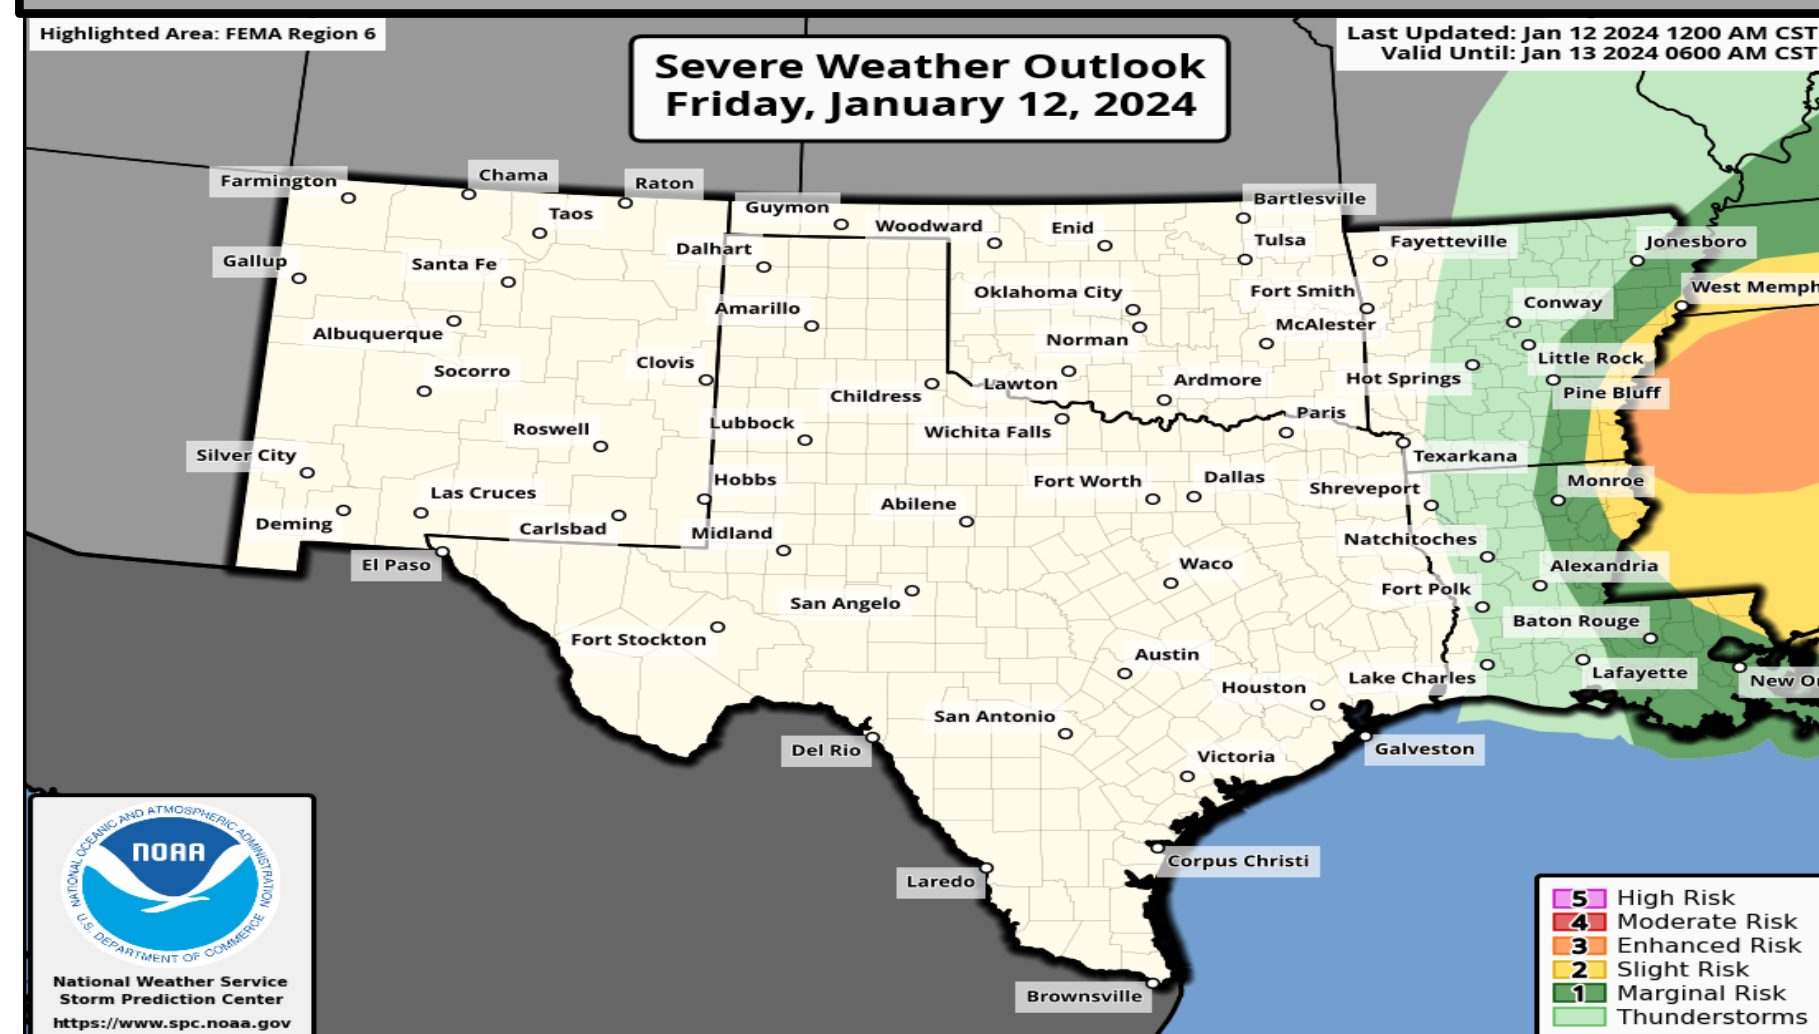 Highlighted Area: FEMA Region 6
Last Updated: Jan 12 2024 1200 AM CST
Valid Until: Jan 13 2024 0600 AM CST
Severe Weather Outlook
Friday, January 12, 2024
Farmington
Chama
Raton
Taos
Guymon
Woodward
Enid
Bartlesville
Tulsa
Fayetteville
Jonesboro
Gallup
Santa Fe
Dalhart
Oklahoma City
Fort Smith
Conway
West Memph
Albuquerque
Amarillo
Norman
McAlester
Little Rock
Socorro
Clovis
Childress
Lawton
Ardmore
Hot Springs
Pine Bluff
Roswell
Lubbock
Wichita Falls
Paris
Texarkana
Silver City
Las Cruces
Hobbs
Abilene
Fort Worth
Dallas
Shreveport
Monroe
Deming
Carlsbad
Midland
Natchitoches
El Paso
San Angelo
Waco
Fort Polk
Alexandria
Fort Stockton
Austin
Baton Rouge
Houston
Lake Charles
Lafayette
New Or
San Antonio
Del Rio
Victoria
Galveston
Laredo
Corpus Christi
Brownsville
NATIONAL OCEANIC AND ATMOSPHERIC ADMINISTRATION
NOAA
U.S. DEPARTMENT OF COMMERCE
National Weather Service
Storm Prediction Center
https://www.spc.noaa.gov
5 High Risk
4 Moderate Risk
3 Enhanced Risk
2 Slight Risk
1 Marginal Risk
Thunderstorms